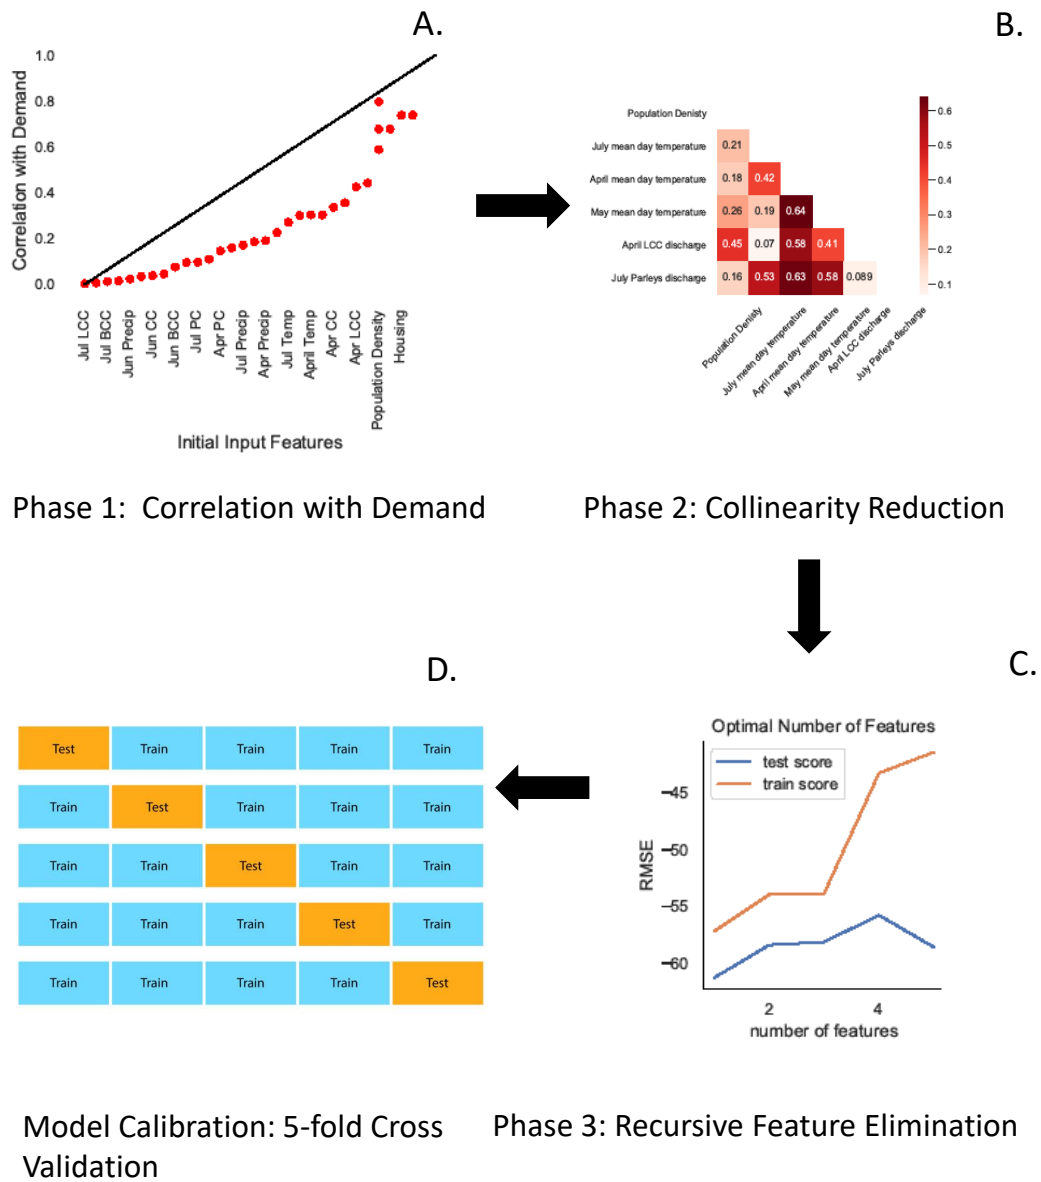 A.
1.0
0.8
0.6
0.4
0.2
0.0
Correlation with Demand
Jul LCC
Jul BCC
Jun Precip
Jun CC
Jun BCC
Jul PC
Apr PC
Jul Precip
Apr Precip
Jul Temp
April Temp
Apr CC
Apr LCC
Population Density
Housing
Initial Input Features
Phase 1: Correlation with Demand
B.
Population Denisty
July mean day temperature
0.21
April mean day temperature
0.18 0.42
May mean day temperature
0.26 0.19 0.64
April LCC discharge
0.45 0.07 0.58 0.41
July Parleys discharge
0.16 0.53 0.63 0.58 0.089
Population Denisty
July mean day temperature
April mean day temperature
May mean day temperature
April LCC discharge
July Parleys discharge
0.6
0.5
0.4
0.3
0.2
0.1
Phase 2: Collinearity Reduction
C.
Optimal Number of Features
test score
train score
−45
−50
−55
−60
RMSE
2 4
number of features
Phase 3: Recursive Feature Elimination
D.
Test Train Train Train Train
Train Test Train Train Train
Train Train Test Train Train
Train Train Train Test Train
Train Train Train Train Test
Model Calibration: 5-fold Cross
Validation